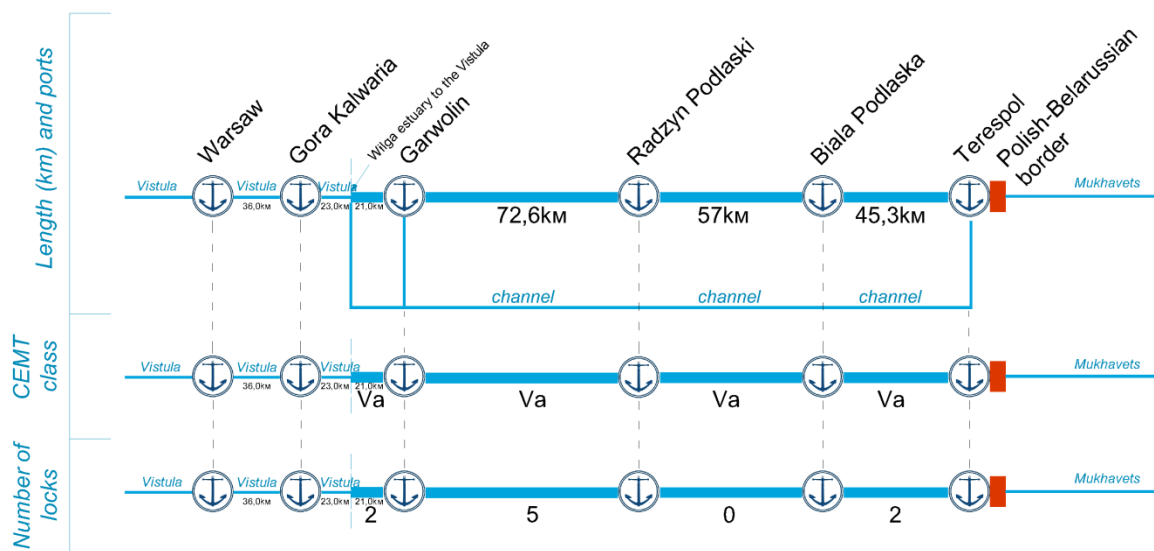 Length (km) and ports
Warsaw
Gora Kalwaria
Wilga estuary to the Vistula
Garwolin
Radzyn Podlaski
Biala Podlaska
Terespol
Polish-Belarussian
border
Vistula
Vistula
Vistula
Mukhavets
36,0км
23,0км
21,0км
72,6км
57км
45,3км
channel
channel
channel
CEMT
class
Vistula
Vistula
Vistula
Mukhavets
36,0км
23,0км
21,0км
Va
Va
Va
Va
Number of
locks
Vistula
Vistula
Vistula
Mukhavets
36,0км
23,0км
21,0км
2
5
0
2